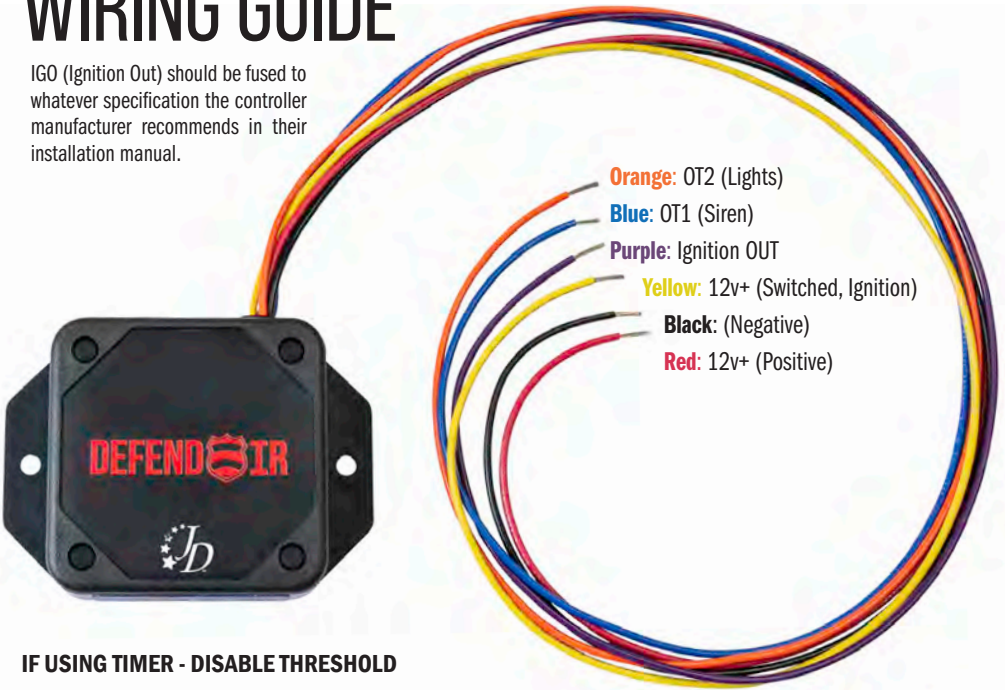 WIRING GUIDE
IGO (Ignition Out) should be fused to
whatever specification the controller
manufacturer recommends in their
installation manual.
Orange: OT2 (Lights)
Blue: OT1 (Siren)
Purple: Ignition OUT
Yellow: 12v+ (Switched, Ignition)
Black: (Negative)
Red: 12v+ (Positive)
DEFEND IR
JD
IF USING TIMER - DISABLE THRESHOLD